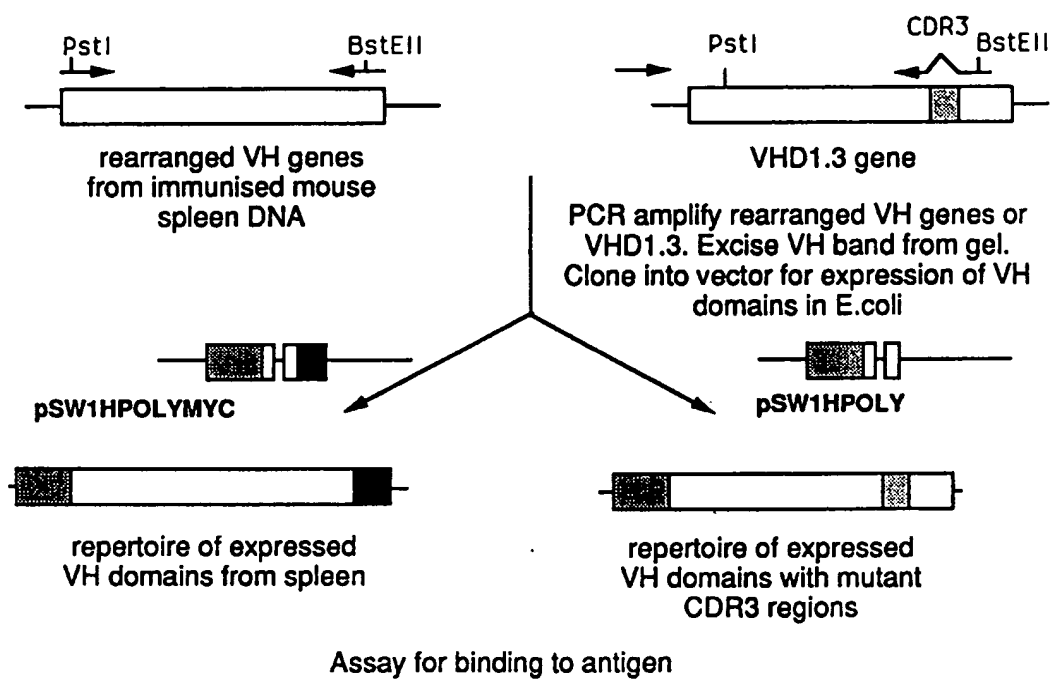 PstI
BstEII
rearranged VH genes
from immunised mouse
spleen DNA
PstI
CDR3
BstEII
VHD1.3 gene
PCR amplify rearranged VH genes or
VHD1.3. Excise VH band from gel.
Clone into vector for expression of VH
domains in E.coli
pSW1HPOLYMYC
pSW1HPOLY
repertoire of expressed
VH domains from spleen
repertoire of expressed
VH domains with mutant
CDR3 regions
Assay for binding to antigen